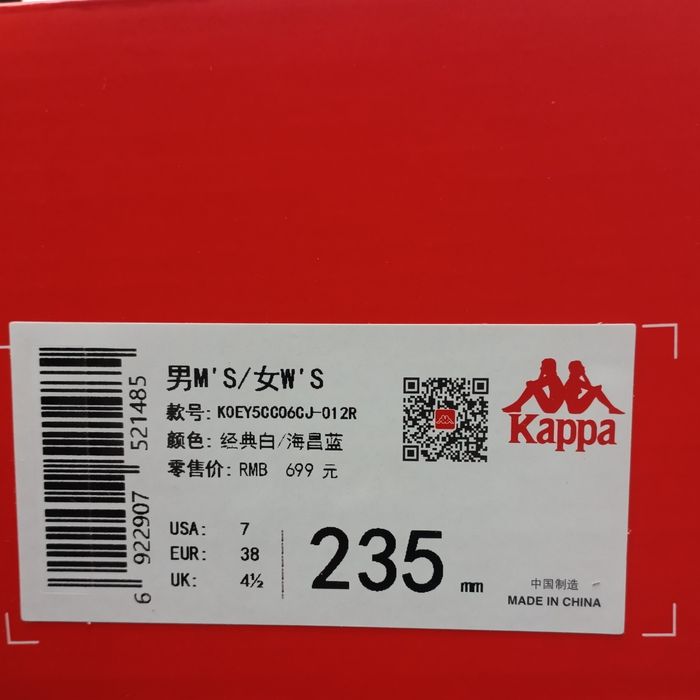 男M'S/女W'S
款号: K0EY5CC06CJ-012R
颜色: 经典白/海昌蓝
零售价: RMB 699 元
USA: 7
EUR: 38
UK: 4½
235 mm
Kappa
中国制造
MADE IN CHINA
6 922907 521485